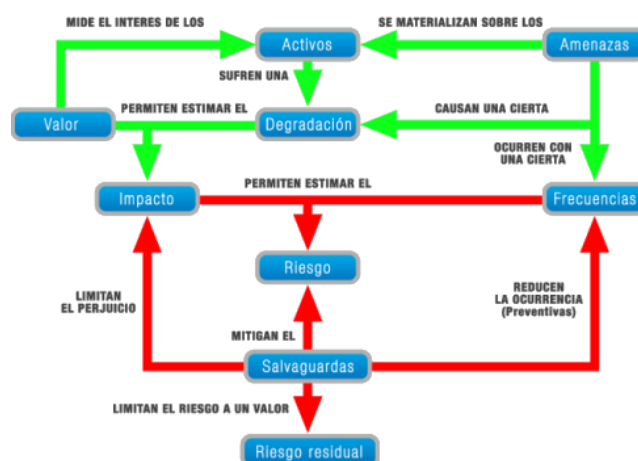 MIDE EL INTERES DE LOS
SE MATERIALIZAN SOBRE LOS
Activos
Amenazas
SUFREN UNA
PERMITEN ESTIMAR EL
CAUSAN UNA CIERTA
Valor
Degradación
OCURREN CON
UNA CIERTA
PERMITEN ESTIMAR EL
Impacto
Frecuencias
Riesgo
LIMITAN
EL PERJUICIO
REDUCEN
LA OCURRENCIA
(Preventivas)
MITIGAN EL
Salvaguardas
LIMITAN EL RIESGO A UN VALOR
Riesgo residual